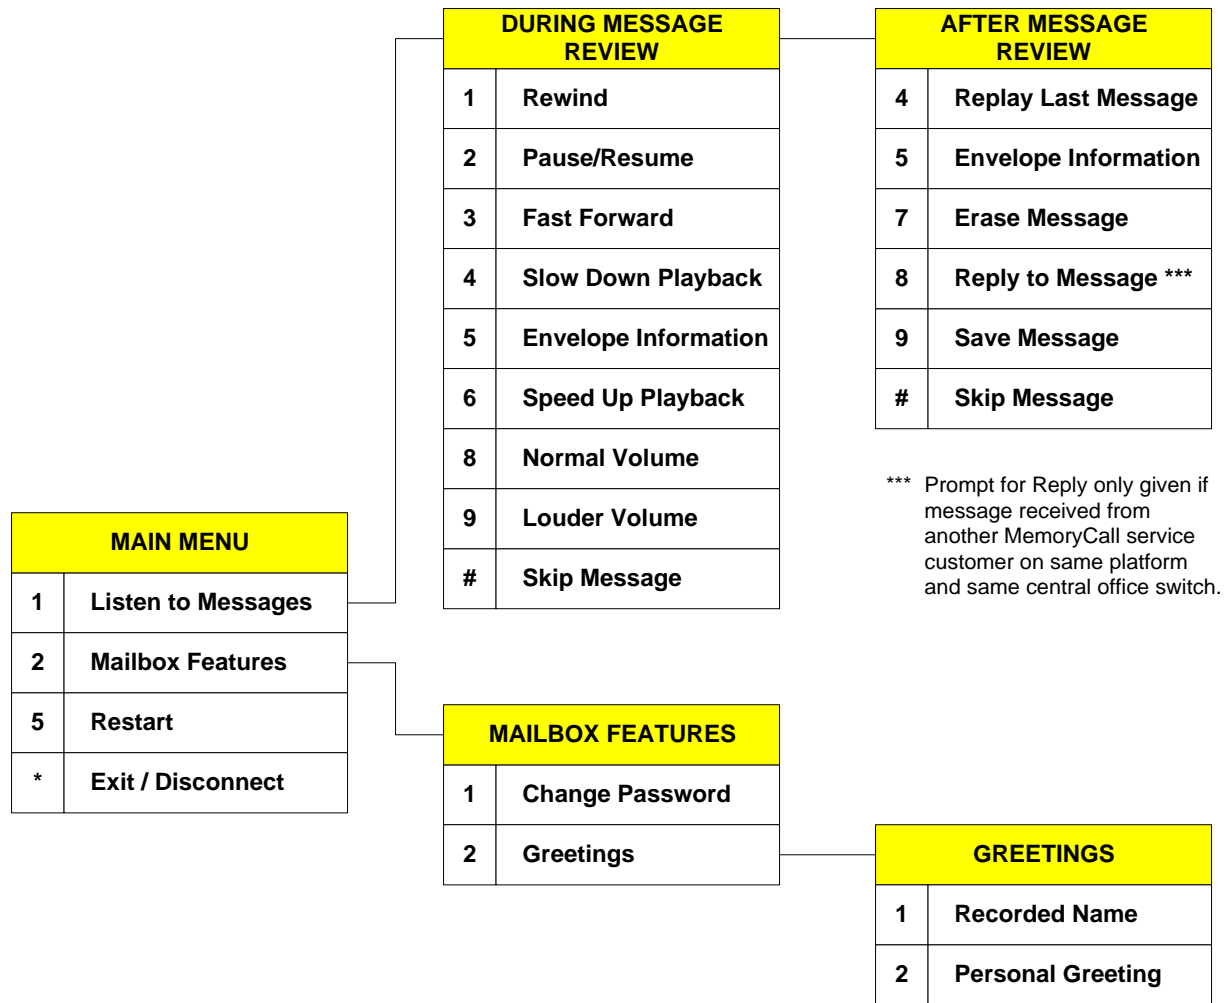 DURING MESSAGE
REVIEW
1 Rewind
2 Pause/Resume
3 Fast Forward
4 Slow Down Playback
5 Envelope Information
6 Speed Up Playback
8 Normal Volume
9 Louder Volume
# Skip Message
AFTER MESSAGE
REVIEW
4 Replay Last Message
5 Envelope Information
7 Erase Message
8 Reply to Message ***
9 Save Message
# Skip Message
*** Prompt for Reply only given if
message received from
another MemoryCall service
customer on same platform
and same central office switch.
MAIN MENU
1 Listen to Messages
2 Mailbox Features
5 Restart
* Exit / Disconnect
MAILBOX FEATURES
1 Change Password
2 Greetings
GREETINGS
1 Recorded Name
2 Personal Greeting